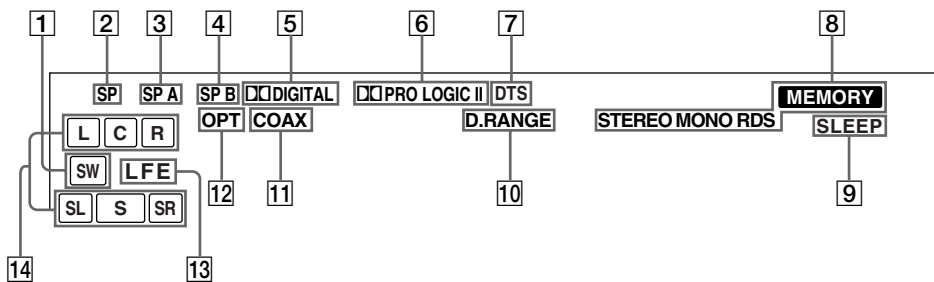 1 2 3 4 5 6 7 8
SP SP A SP B DIGITAL PRO LOGIC II DTS MEMORY
OPT COAX D.RANGE STEREO MONO RDS SLEEP
L C R
SW LFE 12 11 10 9
SL S SR
14 13